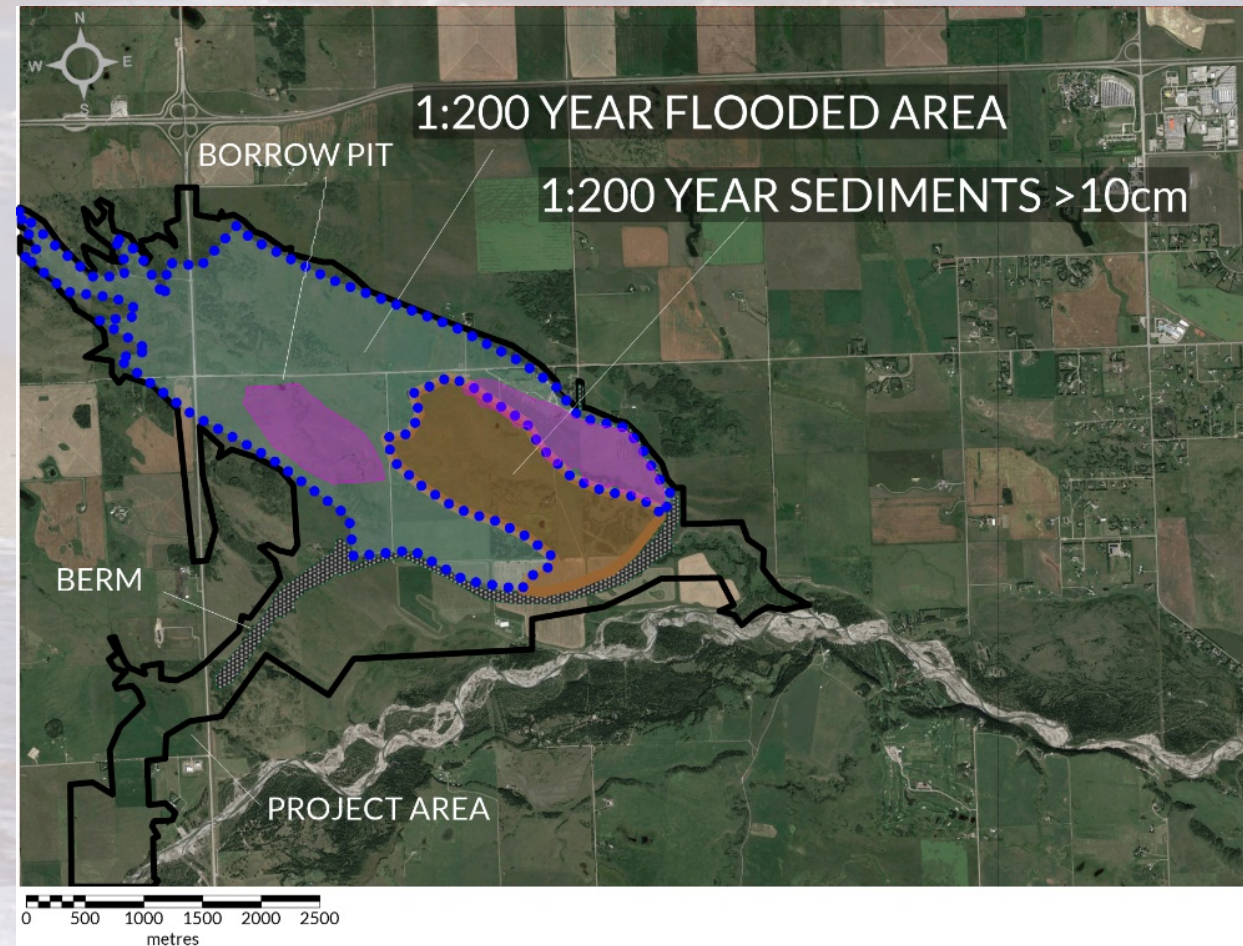 N
W E
S
1:200 YEAR FLOODED AREA
BORROW PIT
1:200 YEAR SEDIMENTS >10cm
BERM
PROJECT AREA
0 500 1000 1500 2000 2500
metres